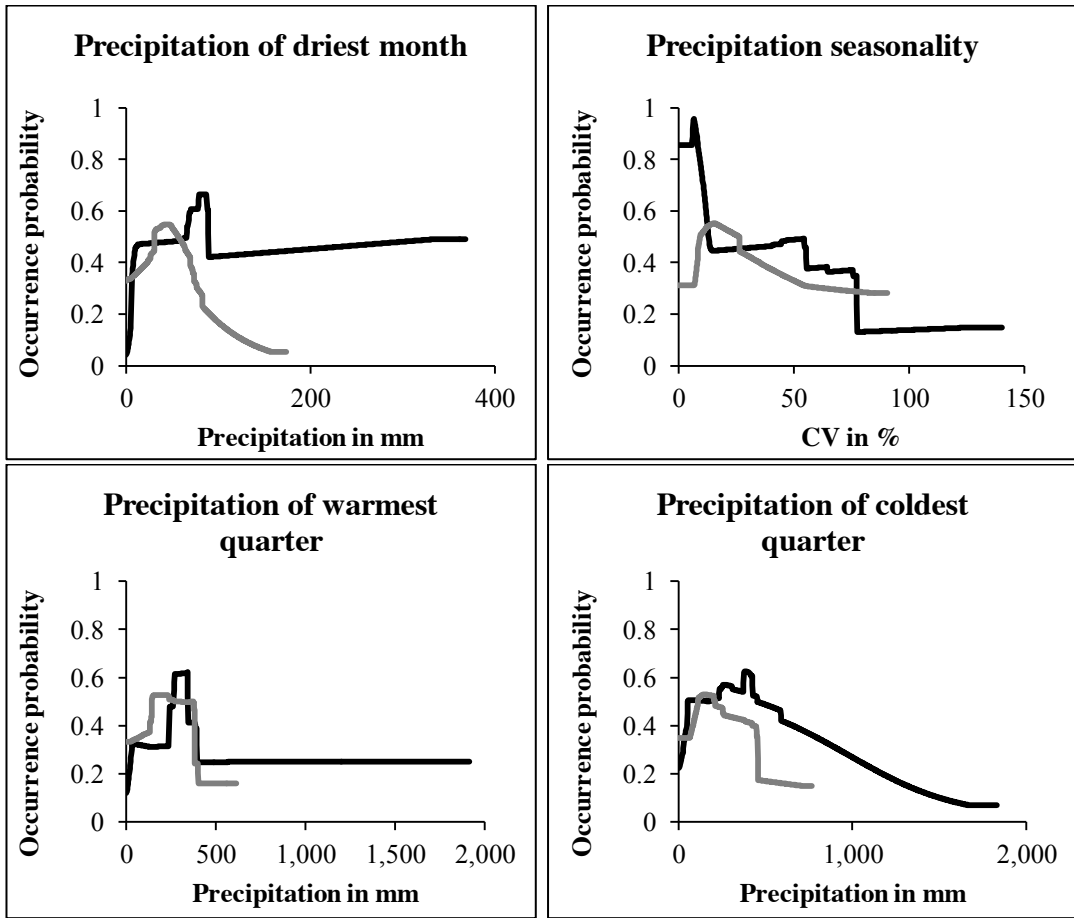 Precipitation of driest month
Occurrence probability
1
0.8
0.6
0.4
0.2
0
0 200 400
Precipitation in mm
Precipitation seasonality
Occurrence probability
1
0.8
0.6
0.4
0.2
0
0 50 100 150
CV in %
Precipitation of warmest
quarter
Occurrence probability
1
0.8
0.6
0.4
0.2
0
0 500 1,000 1,500 2,000
Precipitation in mm
Precipitation of coldest
quarter
Occurrence probability
1
0.8
0.6
0.4
0.2
0
0 1,000 2,000
Precipitation in mm